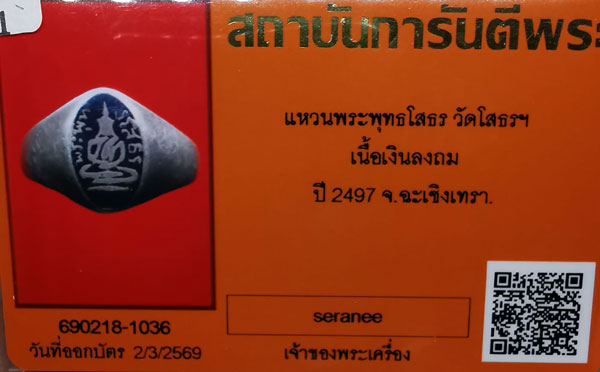 1
สถาบันการันตีพระ
แหวนพระพุทธโสธร วัดโสธรฯ
เนื้อเงินลงถม
ปี 2497 จ.ฉะเชิงเทรา.
seranee
690218-1036
วันที่ออกบัตร 2/3/2569
เจ้าของพระเครื่อง